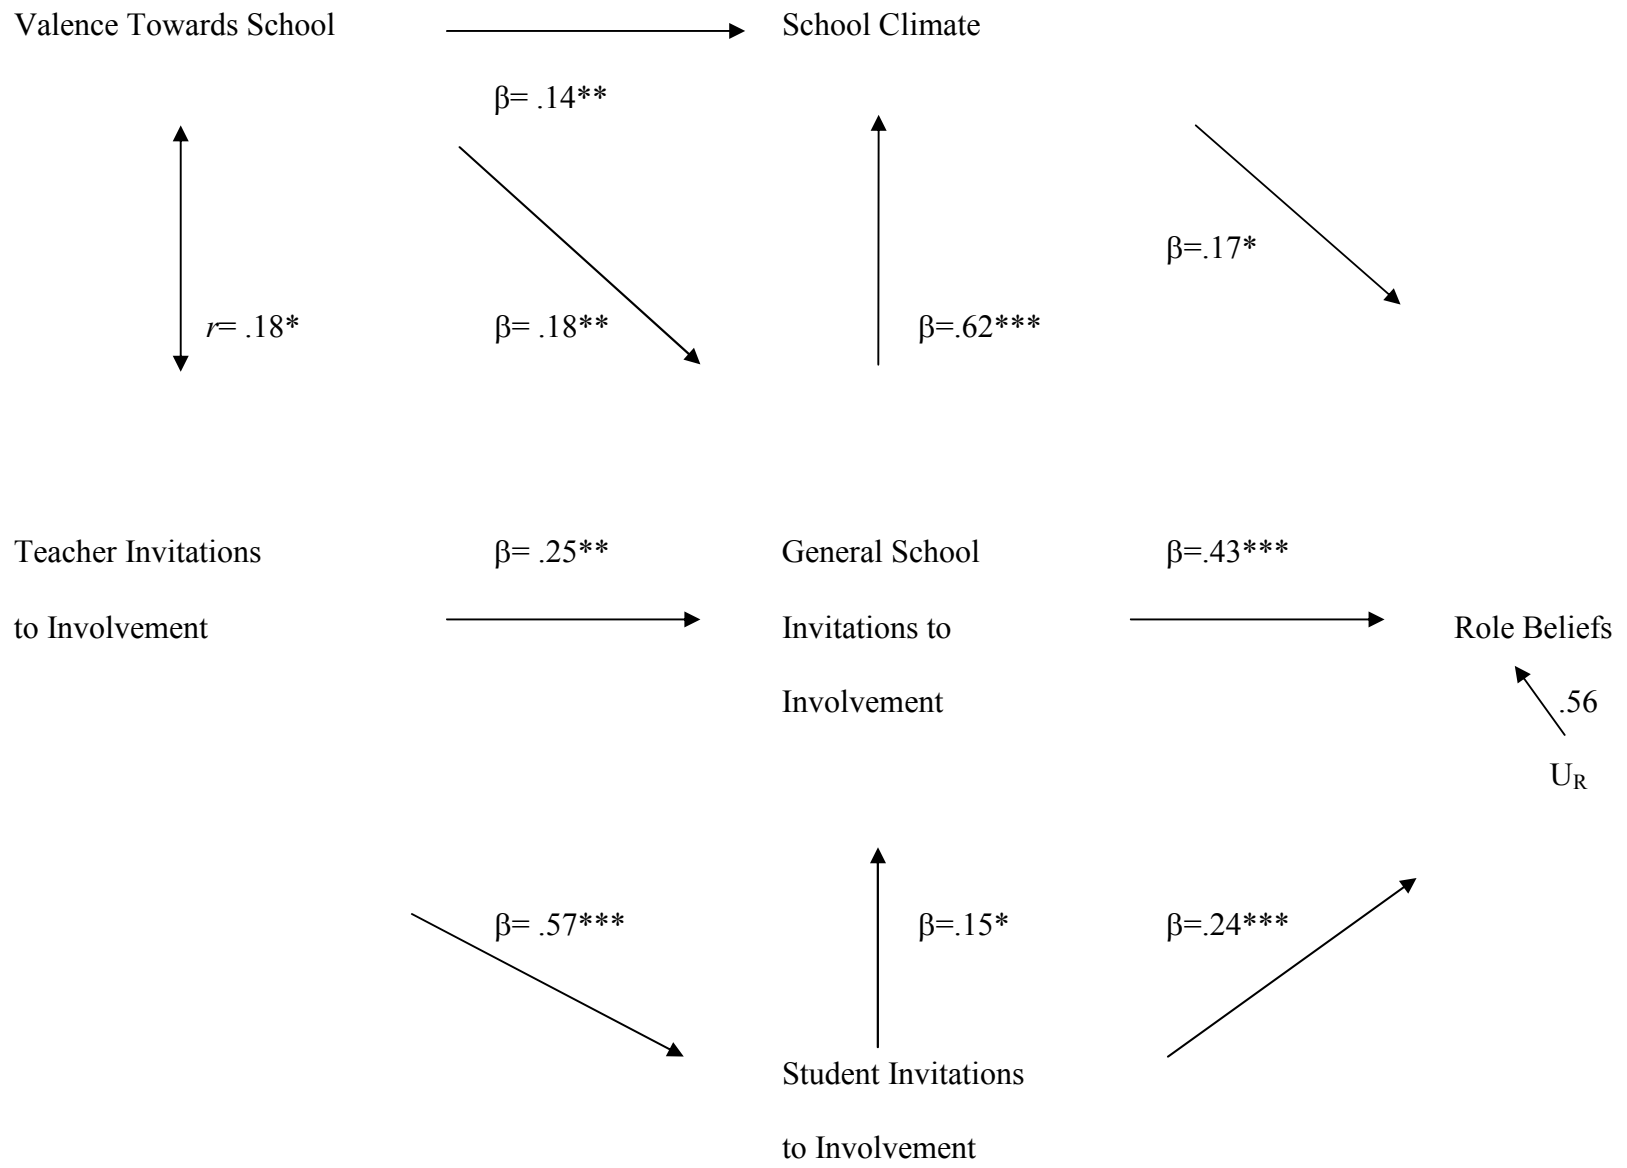 Valence Towards School
School Climate
β= .14**
β=.17*
r= .18*
β= .18**
β=.62***
Teacher Invitations
to Involvement
β= .25**
General School
Invitations to
Involvement
β=.43***
Role Beliefs
.56
U_R
β= .57***
β=.15*
β=.24***
Student Invitations
to Involvement